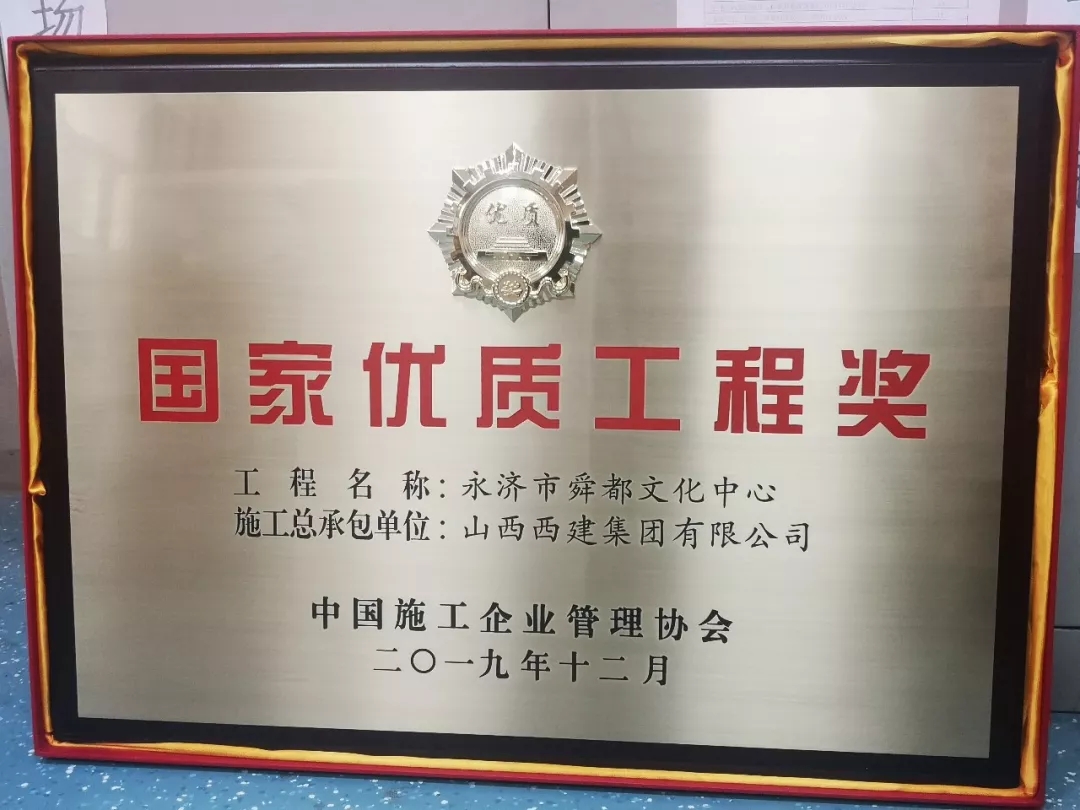 场
优质
国家优质工程奖
工程名称：永济市舜都文化中心
施工总承包单位：山西西建集团有限公司
中国施工企业管理协会
二〇一九年十二月